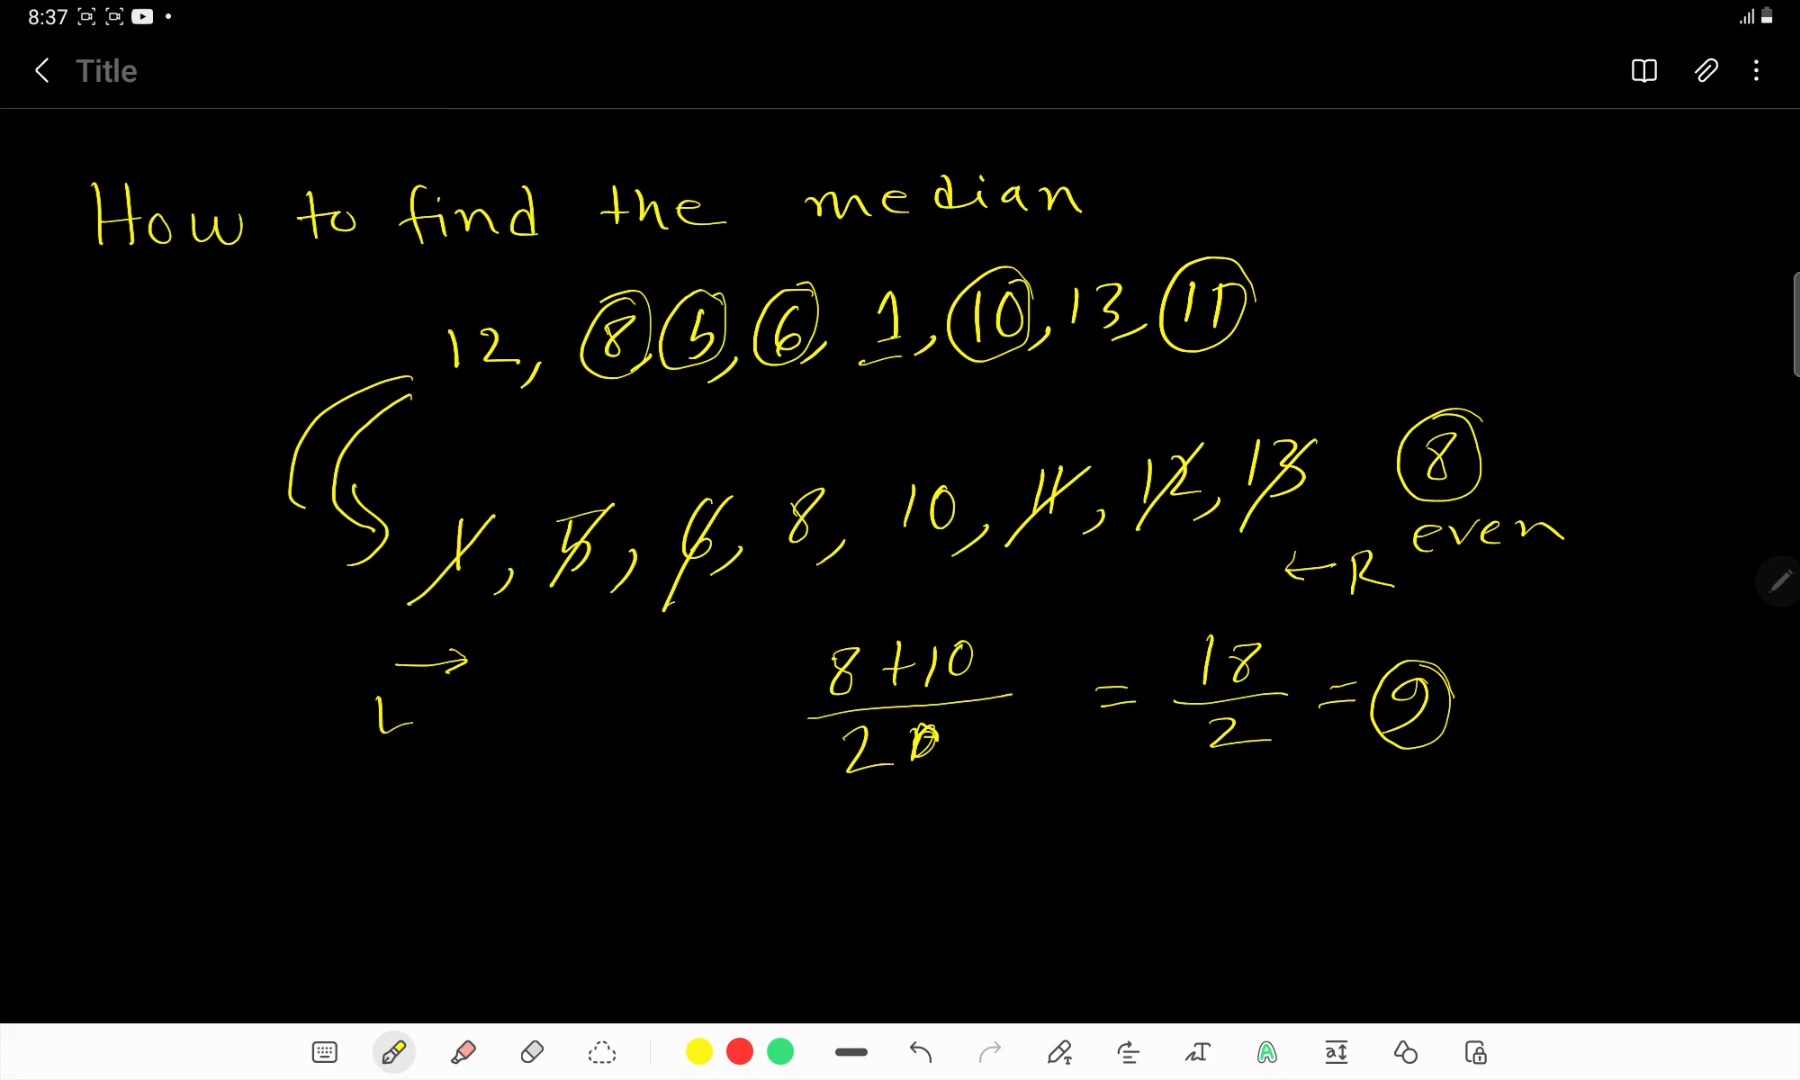 8:37
Title
How to find the median
12, 8, 5, 6, 1, 10, 13, 11
1, 5, 6, 8, 10, 11, 12, 13 8
even
← R
→
L
8+10 / 2 = 18 / 2 = 9